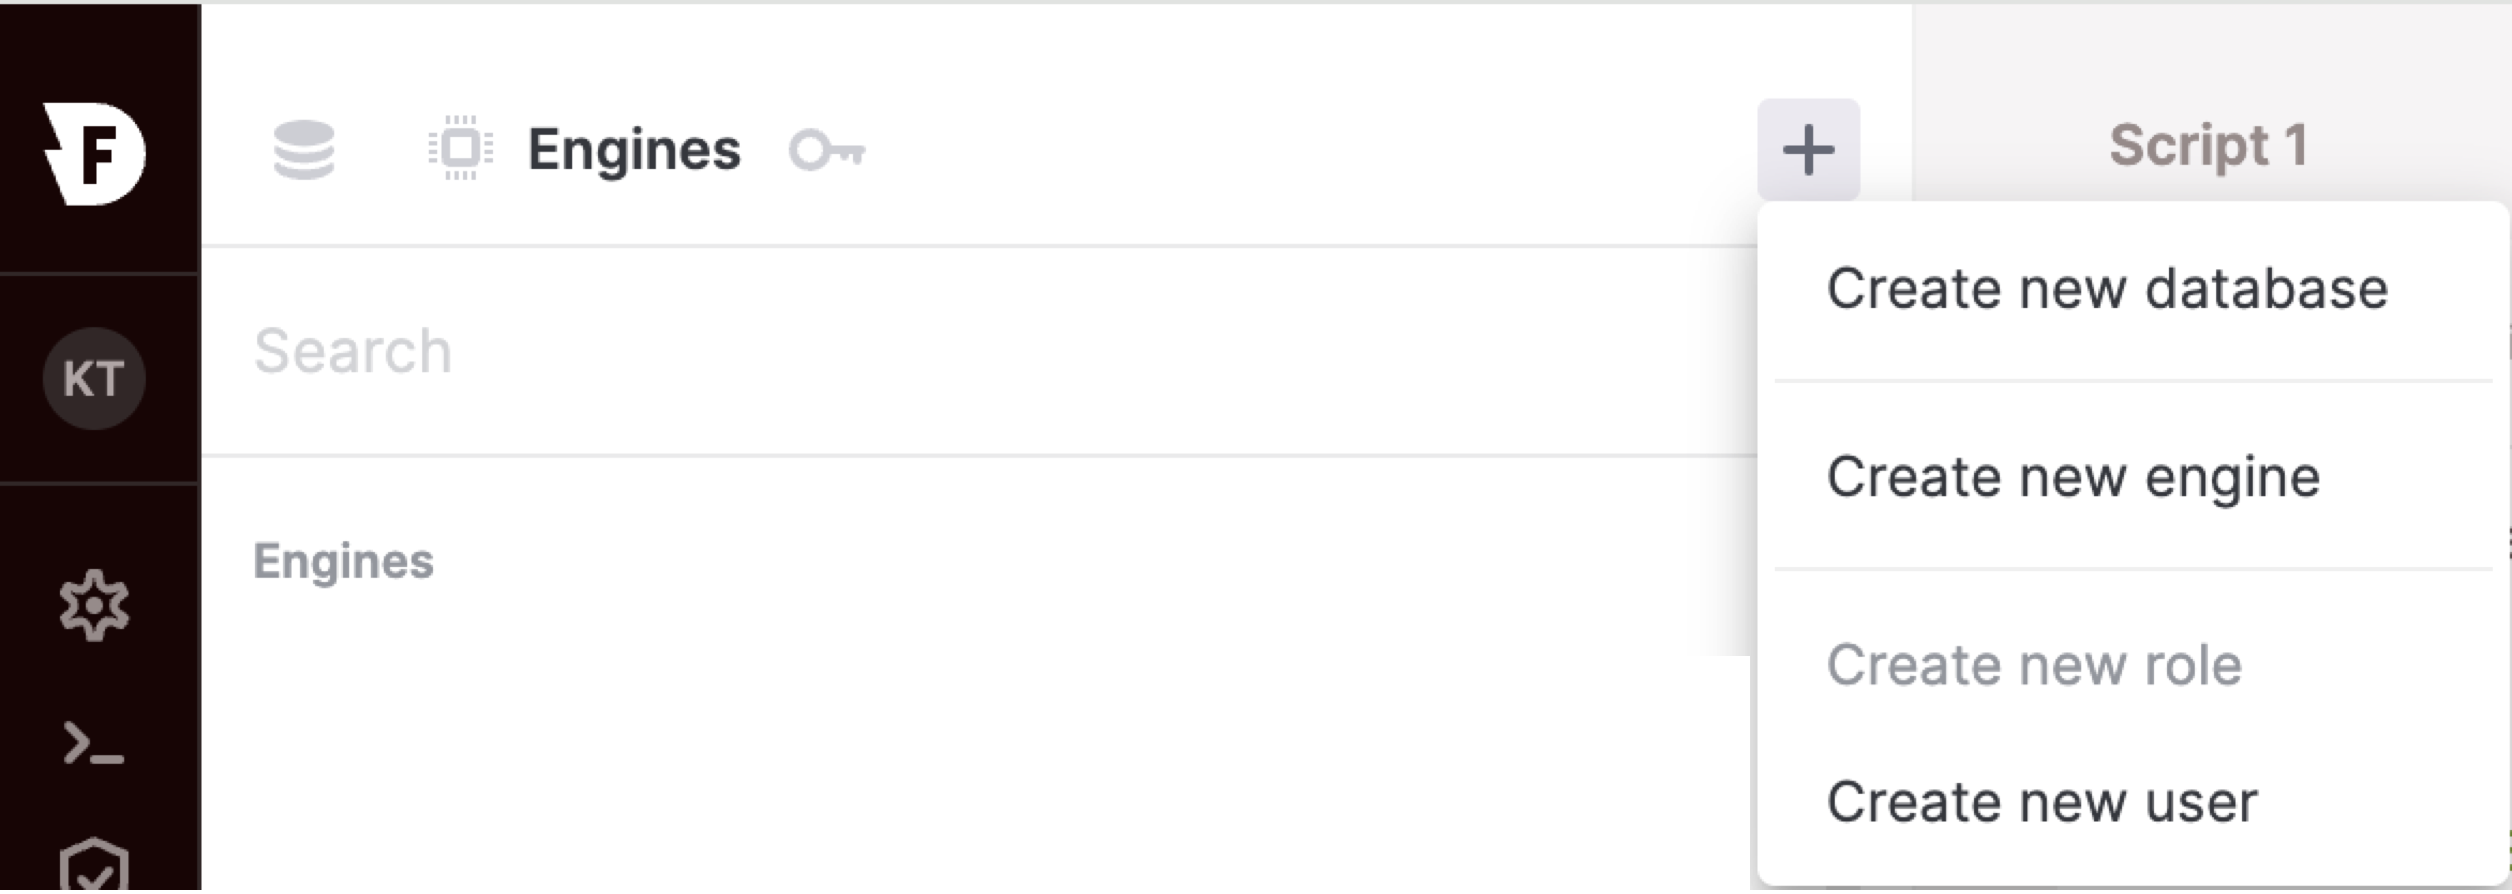 F
Engines
Script 1
Create new database
Search
KT
Create new engine
Engines
Create new role
Create new user